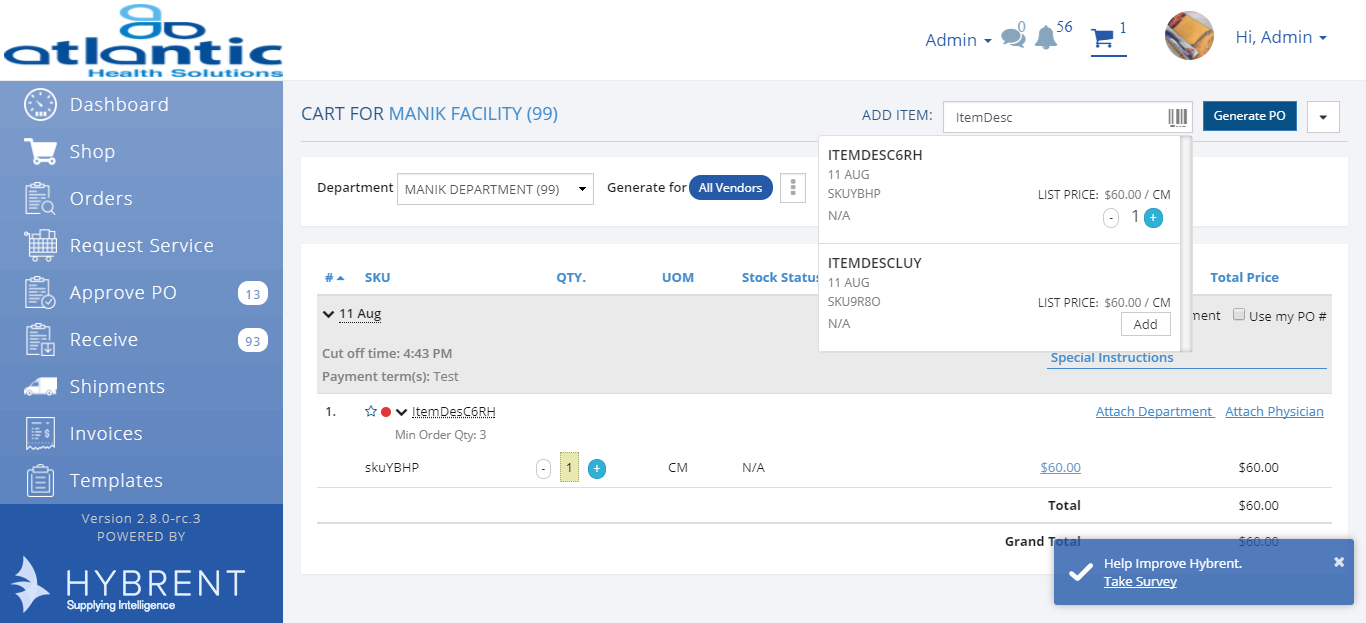 atlantic
Health Solutions
Admin
0
56
1
Hi, Admin
Dashboard
Shop
Orders
Request Service
Approve PO 13
Receive 93
Shipments
Invoices
Templates
Version 2.8.0-rc.3
POWERED BY
HYBRENT
Supplying Intelligence
CART FOR MANIK FACILITY (99)
ADD ITEM: ItemDesc
Generate PO
Department MANIK DEPARTMENT (99) Generate for All Vendors
ITEMDESC6RH
11 AUG
SKUYBHP LIST PRICE: $60.00 / CM
N/A - 1 +
ITEMDESCLUY
11 AUG
SKU9R8O LIST PRICE: $60.00 / CM
N/A Add
# SKU QTY. UOM Stock Status Total Price
11 Aug Use my PO #
Cut off time: 4:43 PM
Special Instructions
Payment term(s): Test
1. ItemDesC6RH Attach Department Attach Physician
Min Order Qty: 3
skuYBHP - 1 + CM N/A $60.00 $60.00
Total $60.00
Grand Total $60.00
Help Improve Hybrent.
Take Survey